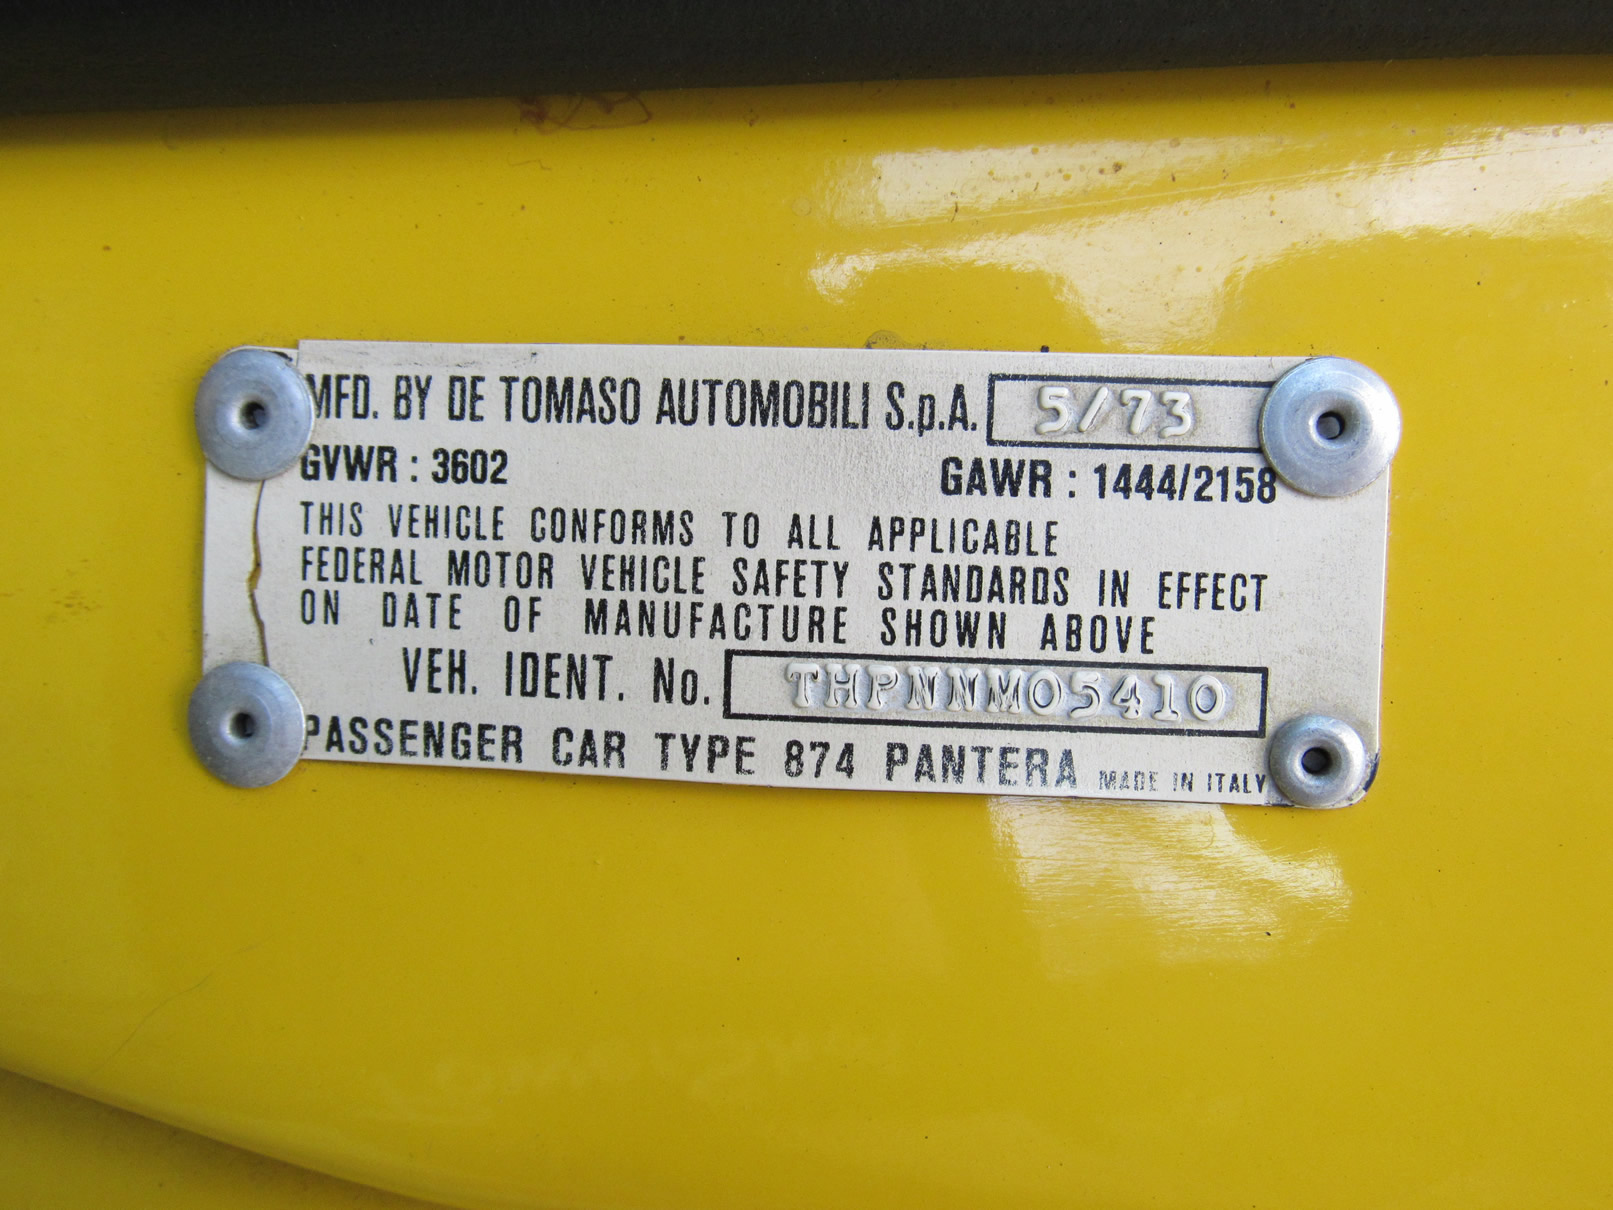 MFD. BY DE TOMASO AUTOMOBILI S.p.A. 5/73
GVWR : 3602 GAWR : 1444/2158
THIS VEHICLE CONFORMS TO ALL APPLICABLE
FEDERAL MOTOR VEHICLE SAFETY STANDARDS IN EFFECT
ON DATE OF MANUFACTURE SHOWN ABOVE
VEH. IDENT. No. THPNNM05410
PASSENGER CAR TYPE 874 PANTERA MADE IN ITALY